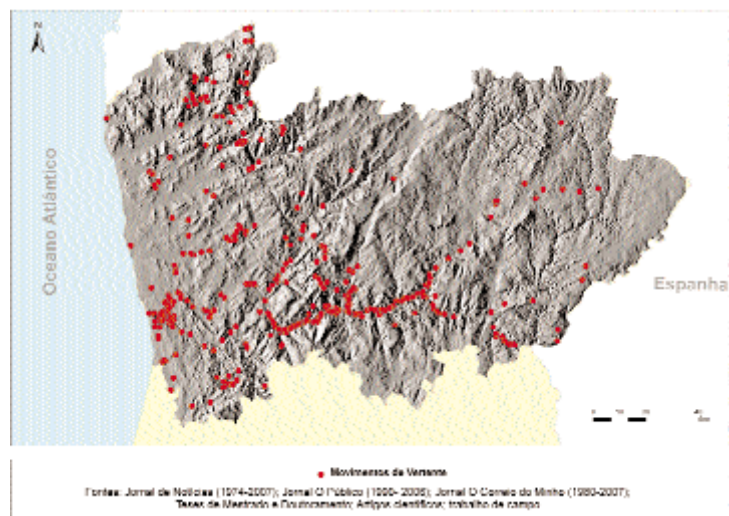 N
Oceano Atlântico
Espanha
Movimentos de Vertente
Fontes: Jornal de Notícias (1974-2007); Jornal O Público (1990- 2006); Jornal O Correio do Minho (1980-2007);
Teses de Mestrado e Doutoramento; Artigos científicos; trabalho de campo